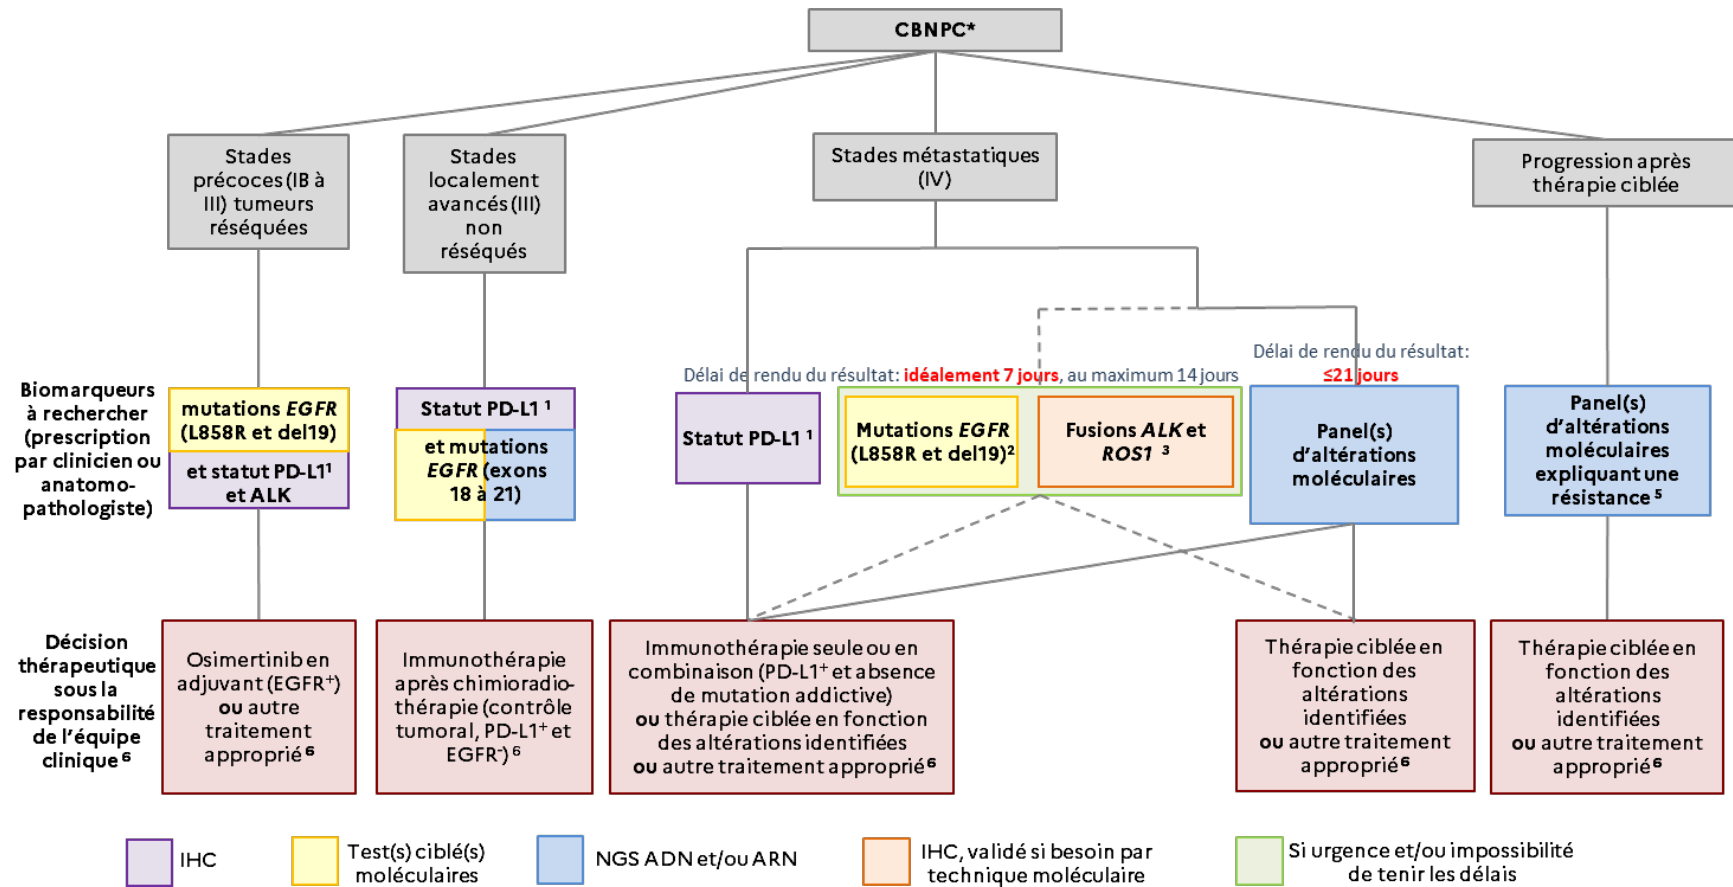 CBNPC*
Stades
précoces (IB à
III) tumeurs
réséquées
Stades
localement
avancés (III)
non
réséqués
Stades métastatiques
(IV)
Progression après
thérapie ciblée
Biomarqueurs
à rechercher
(prescription
par clinicien ou
anatomo-
pathologiste)
mutations EGFR
(L858R et del19)
et statut PD-L1¹
et ALK
Statut PD-L1 ¹
et mutations
EGFR (exons
18 à 21)
Délai de rendu du résultat: idéalement 7 jours, au maximum 14 jours
Statut PD-L1 ¹
Mutations EGFR
(L858R et del19)²
Fusions ALK et
ROS1 ³
Délai de rendu du résultat:
≤21 jours
Panel(s)
d'altérations
moléculaires
Panel(s)
d'altérations
moléculaires
expliquant une
résistance ⁵
Décision
thérapeutique
sous la
responsabilité
de l'équipe
clinique ⁶
Osimertinib en
adjuvant (EGFR⁺)
ou autre
traitement
approprié ⁶
Immunothérapie
après chimioradio-
thérapie (contrôle
tumoral, PD-L1⁺ et
EGFR⁻) ⁶
Immunothérapie seule ou en
combinaison (PD-L1⁺ et absence
de mutation addictive)
ou thérapie ciblée en fonction
des altérations identifiées
ou autre traitement approprié ⁶
Thérapie ciblée en
fonction des
altérations
identifiées
ou autre traitement
approprié ⁶
Thérapie ciblée en
fonction des
altérations
identifiées
ou autre traitement
approprié ⁶
IHC
Test(s) ciblé(s)
moléculaires
NGS ADN et/ou ARN
IHC, validé si besoin par
technique moléculaire
Si urgence et/ou impossibilité
de tenir les délais